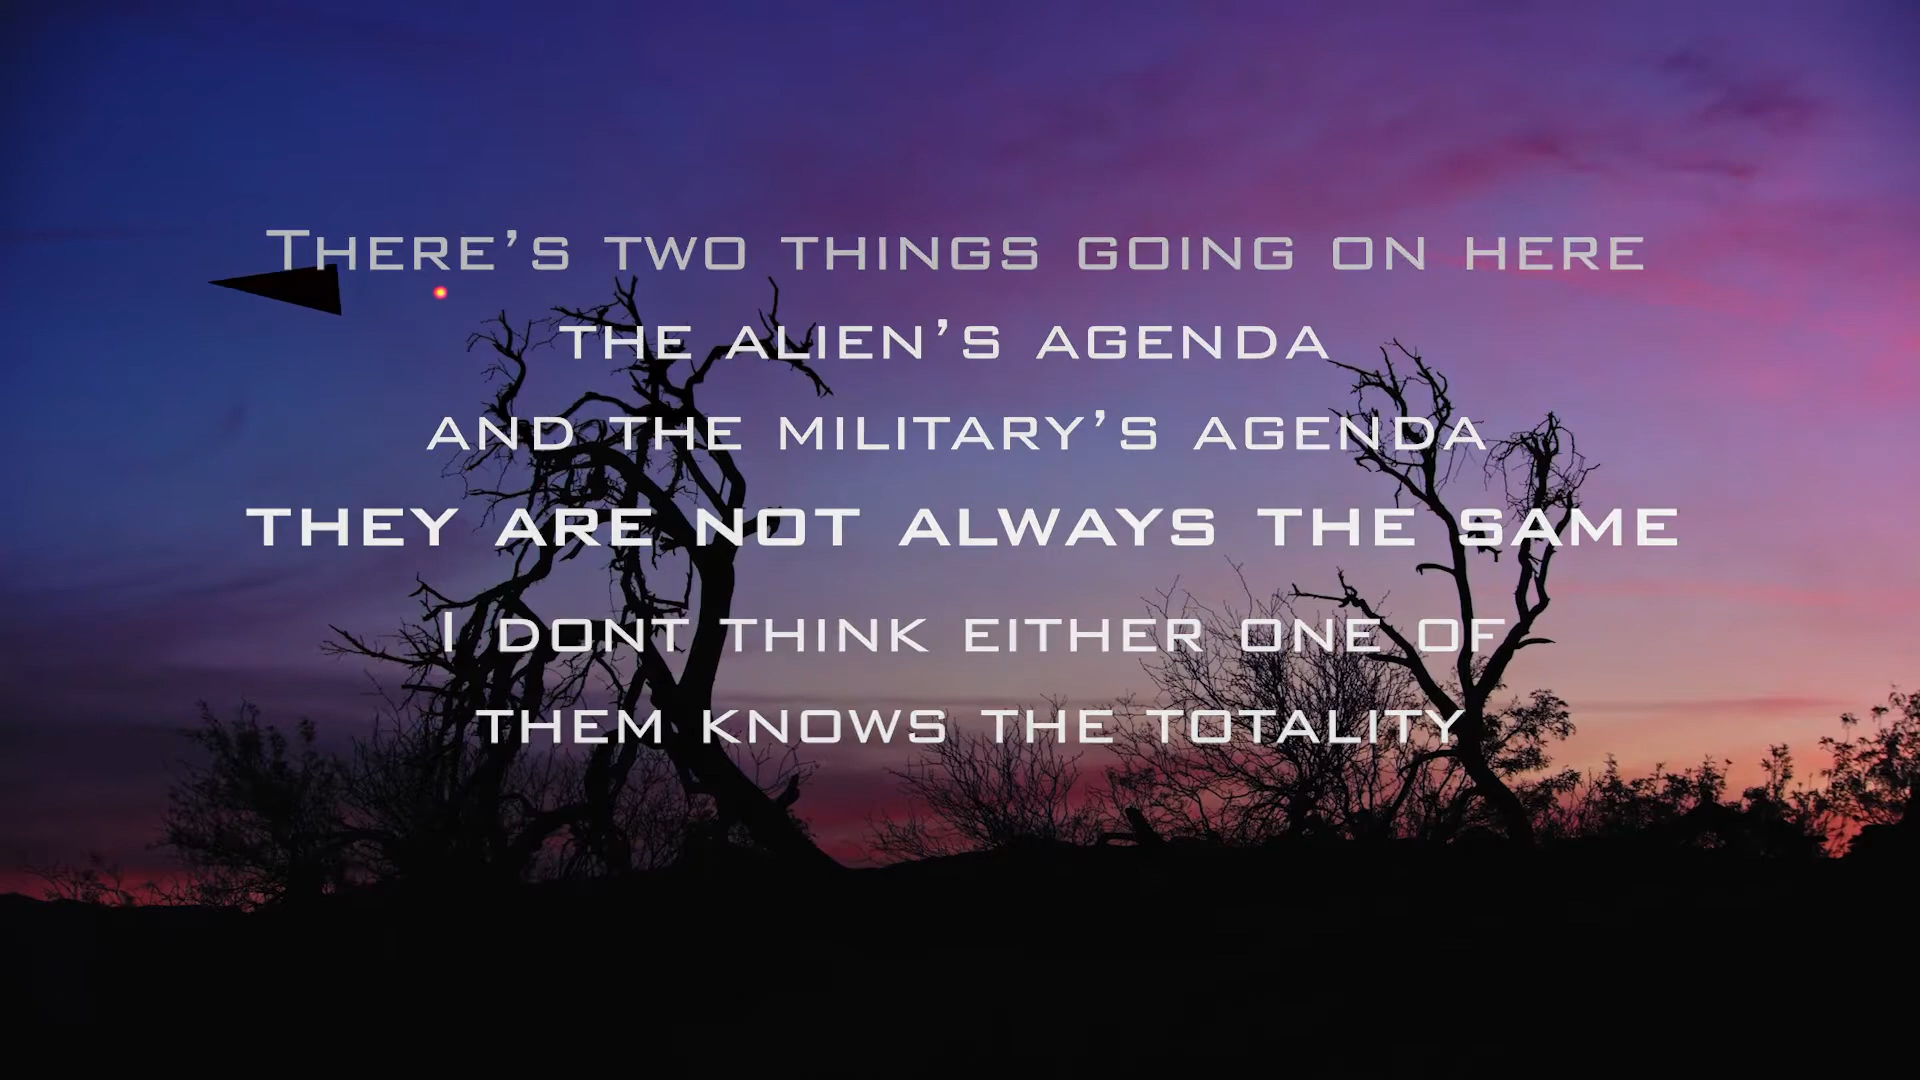 There's two things going on here
the alien's agenda
and the military's agenda
they are not always the same
I dont think either one of
them knows the totality